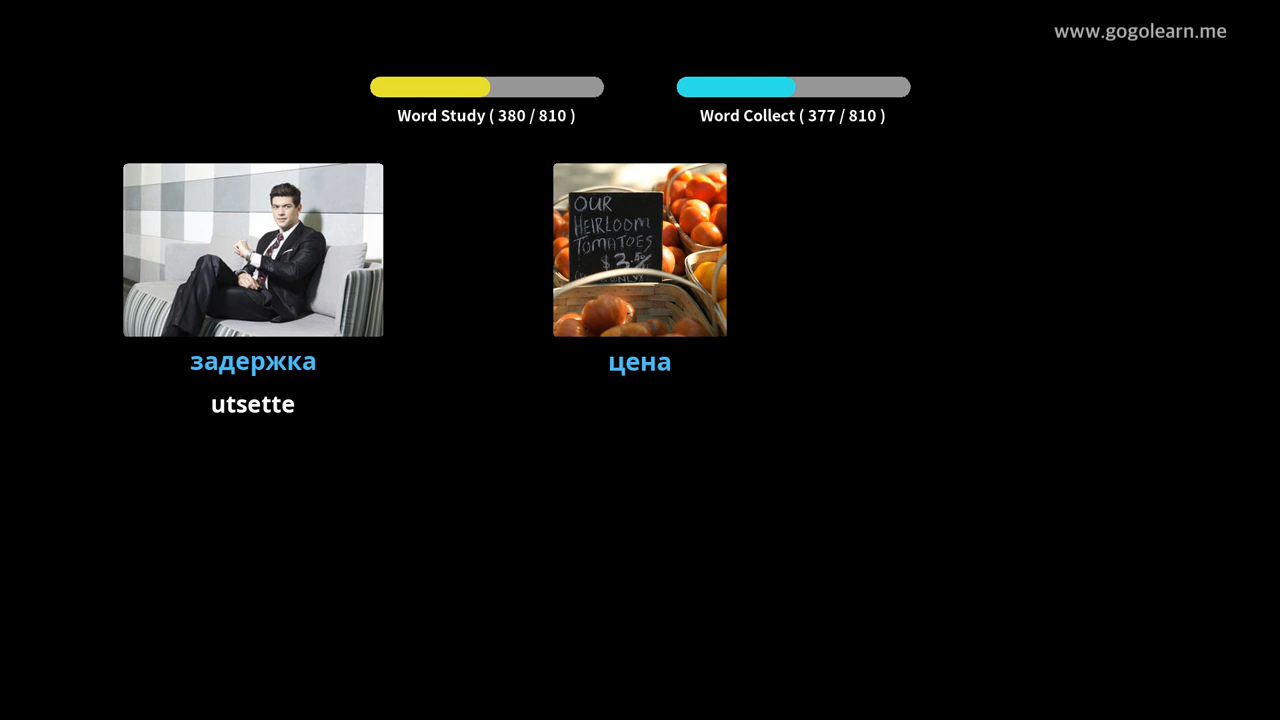 www.gogolearn.me
Word Study ( 380 / 810 )
Word Collect ( 377 / 810 )
OUR
HEIRLOOM
TOMATOES
задержка
цена
utsette